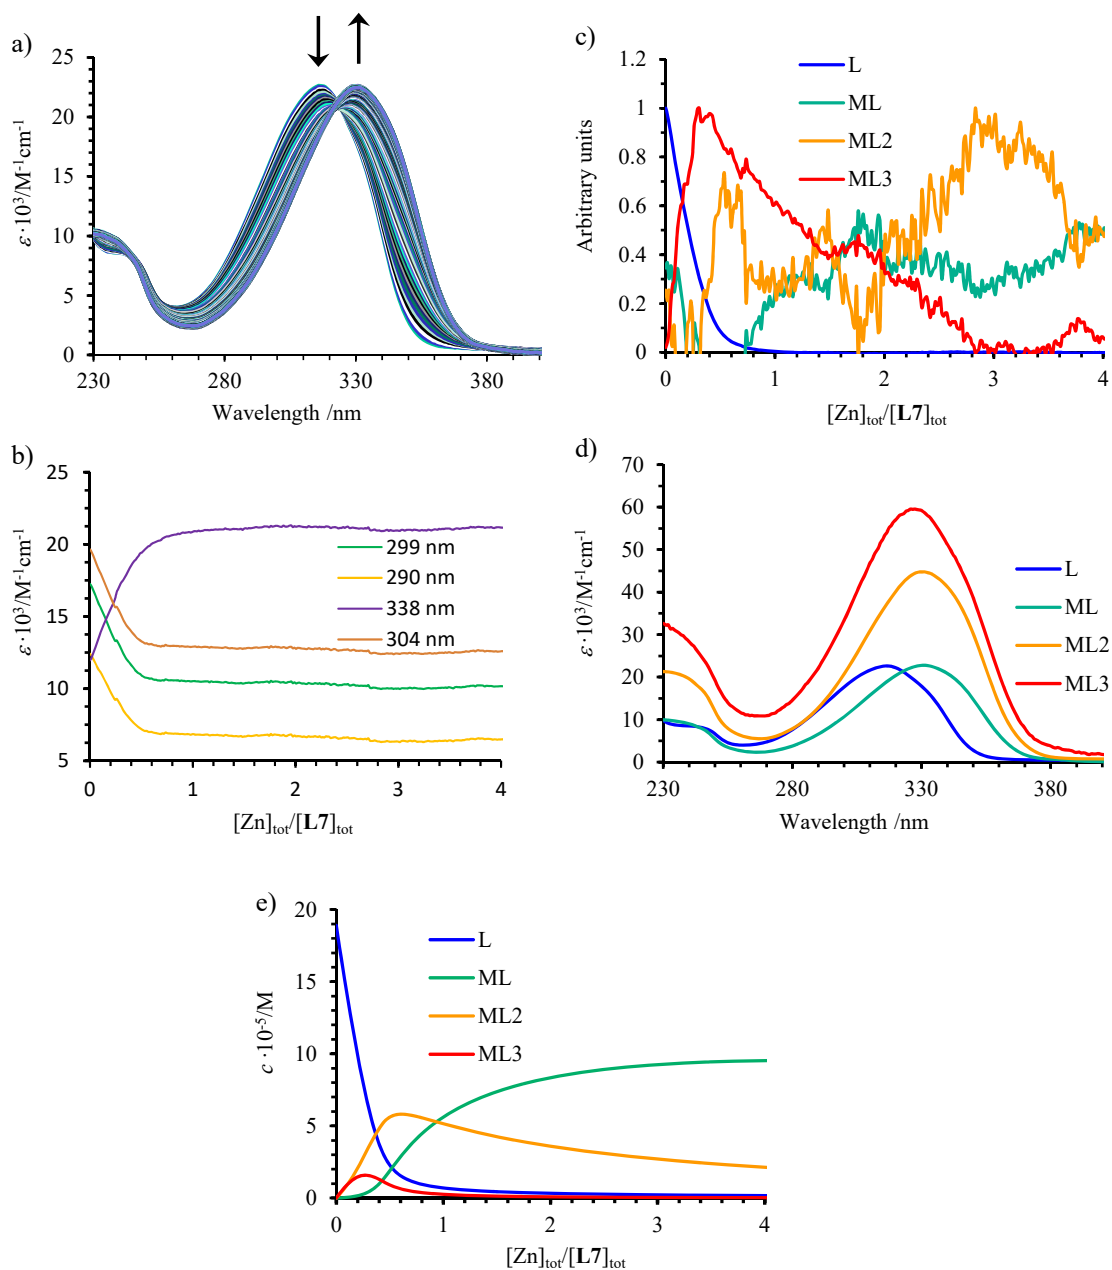 a)
25
20
15
10
5
0
ε·10³/M⁻¹cm⁻¹
230
280
330
380
Wavelength /nm
c)
L
ML
ML2
ML3
1.2
1
0.8
0.6
0.4
0.2
0
Arbitrary units
0
1
2
3
4
[Zn]tot/[L7]tot
b)
25
20
15
10
5
ε·10³/M⁻¹cm⁻¹
299 nm
290 nm
338 nm
304 nm
0
1
2
3
4
[Zn]tot/[L7]tot
d)
70
60
50
40
30
20
10
0
ε·10³/M⁻¹cm⁻¹
L
ML
ML2
ML3
230
280
330
380
Wavelength /nm
e)
20
15
10
5
0
c ·10⁻⁵/M
L
ML
ML2
ML3
0
1
2
3
4
[Zn]tot/[L7]tot